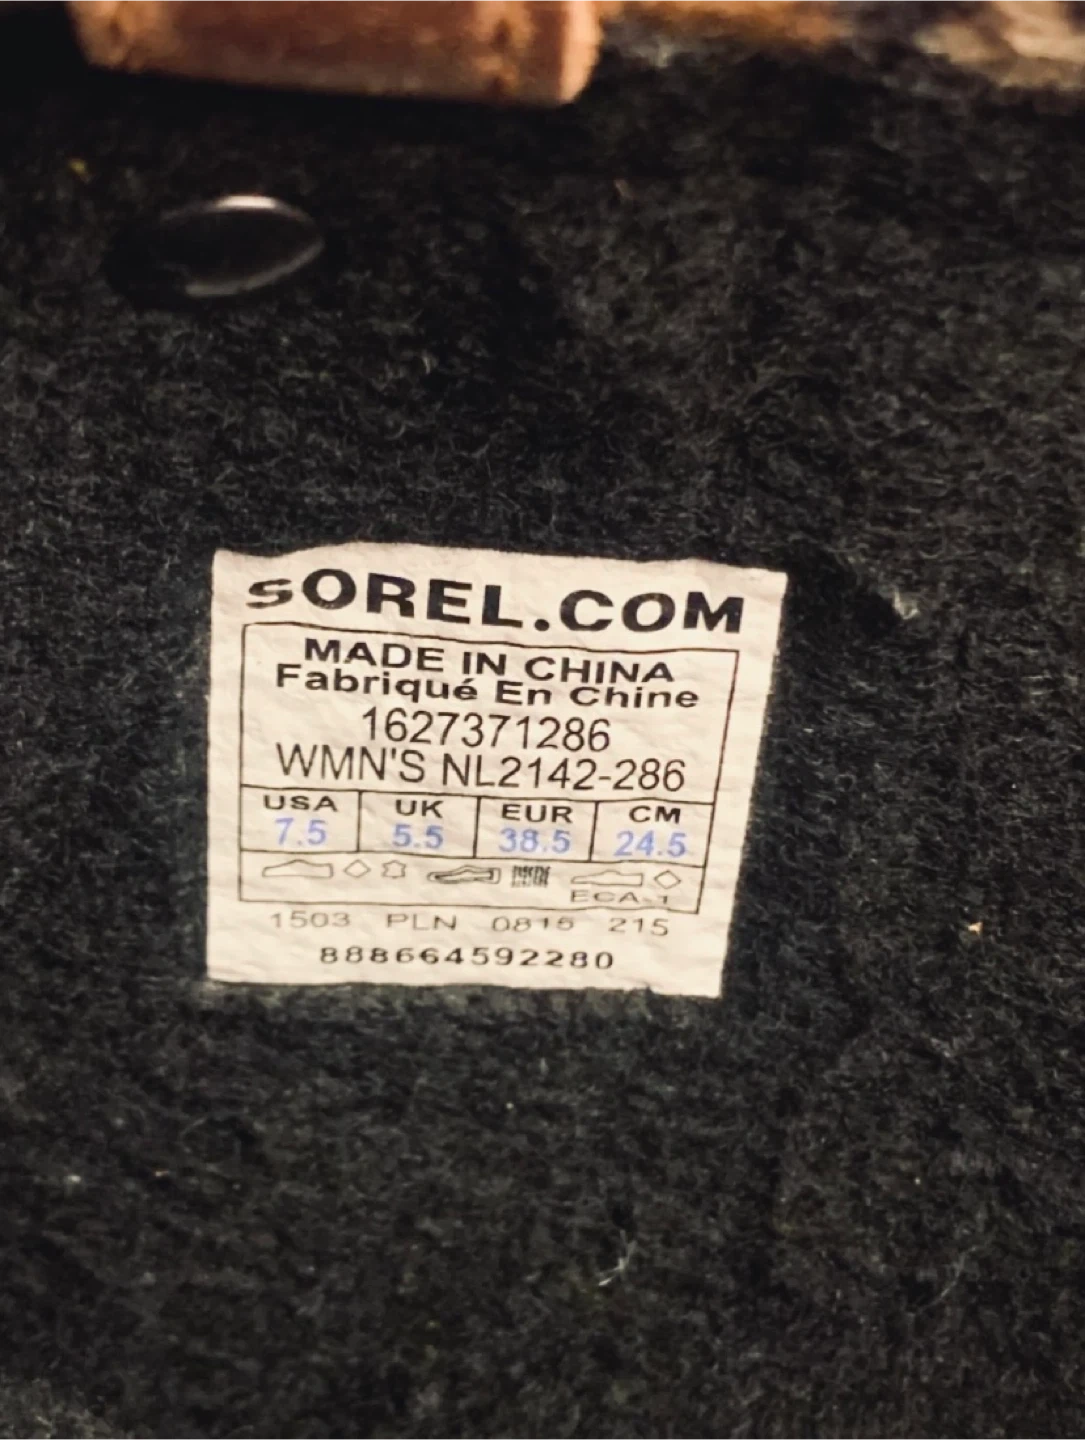 sOREL.COM
MADE IN CHINA
Fabriqué En Chine
1627371286
WMN'S NL2142-286
USA UK EUR CM
7.5 5.5 38.5 24.5
ECA-1
1503 PLN 0815 215
888664592280